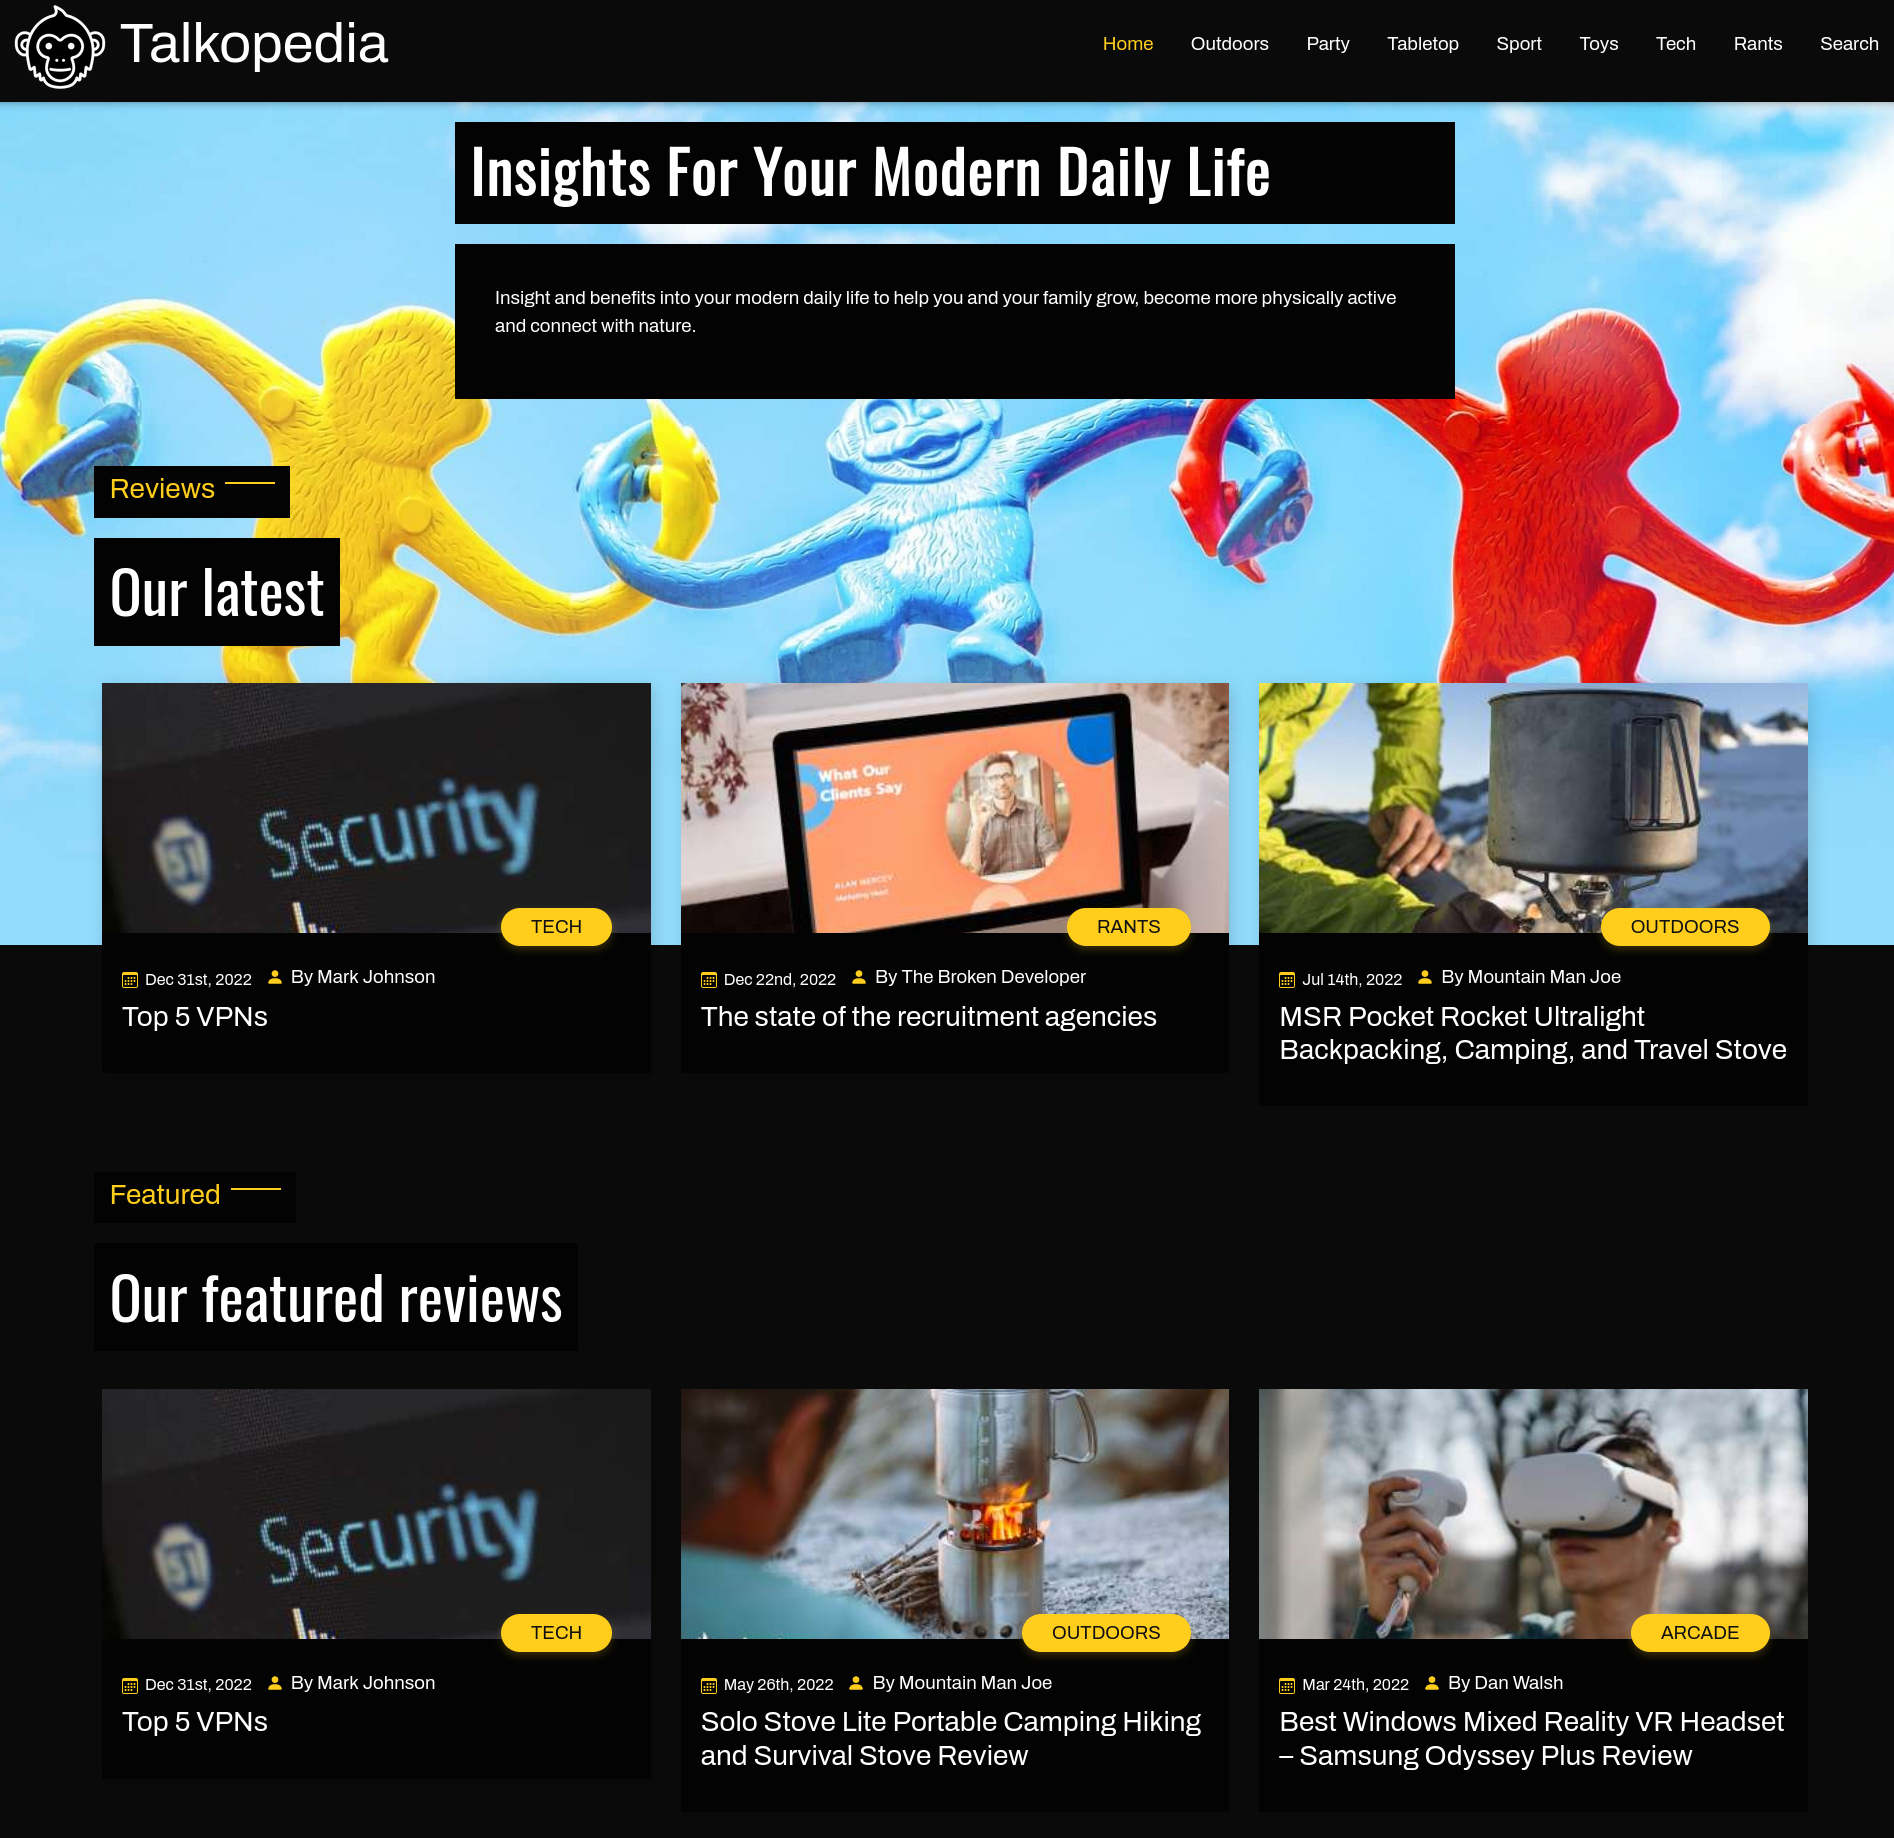 Talkopedia
Home Outdoors Party Tabletop Sport Toys Tech Rants Search
Insights For Your Modern Daily Life
Insight and benefits into your modern daily life to help you and your family grow, become more physically active
and connect with nature.
Reviews
Our latest
Security
What Our
Clients Say
ALAN MERCEY
Marketing Head
TECH
RANTS
OUTDOORS
Dec 31st, 2022 By Mark Johnson
Top 5 VPNs
Dec 22nd, 2022 By The Broken Developer
The state of the recruitment agencies
Jul 14th, 2022 By Mountain Man Joe
MSR Pocket Rocket Ultralight
Backpacking, Camping, and Travel Stove
Featured
Our featured reviews
Security
TECH
OUTDOORS
ARCADE
Dec 31st, 2022 By Mark Johnson
Top 5 VPNs
May 26th, 2022 By Mountain Man Joe
Solo Stove Lite Portable Camping Hiking
and Survival Stove Review
Mar 24th, 2022 By Dan Walsh
Best Windows Mixed Reality VR Headset
– Samsung Odyssey Plus Review